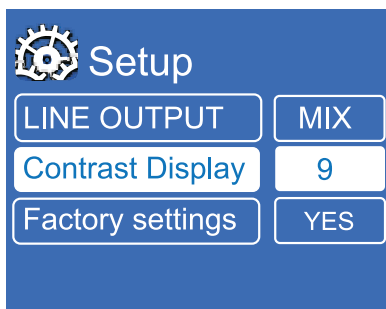 Setup
LINE OUTPUT MIX
Contrast Display 9
Factory settings YES